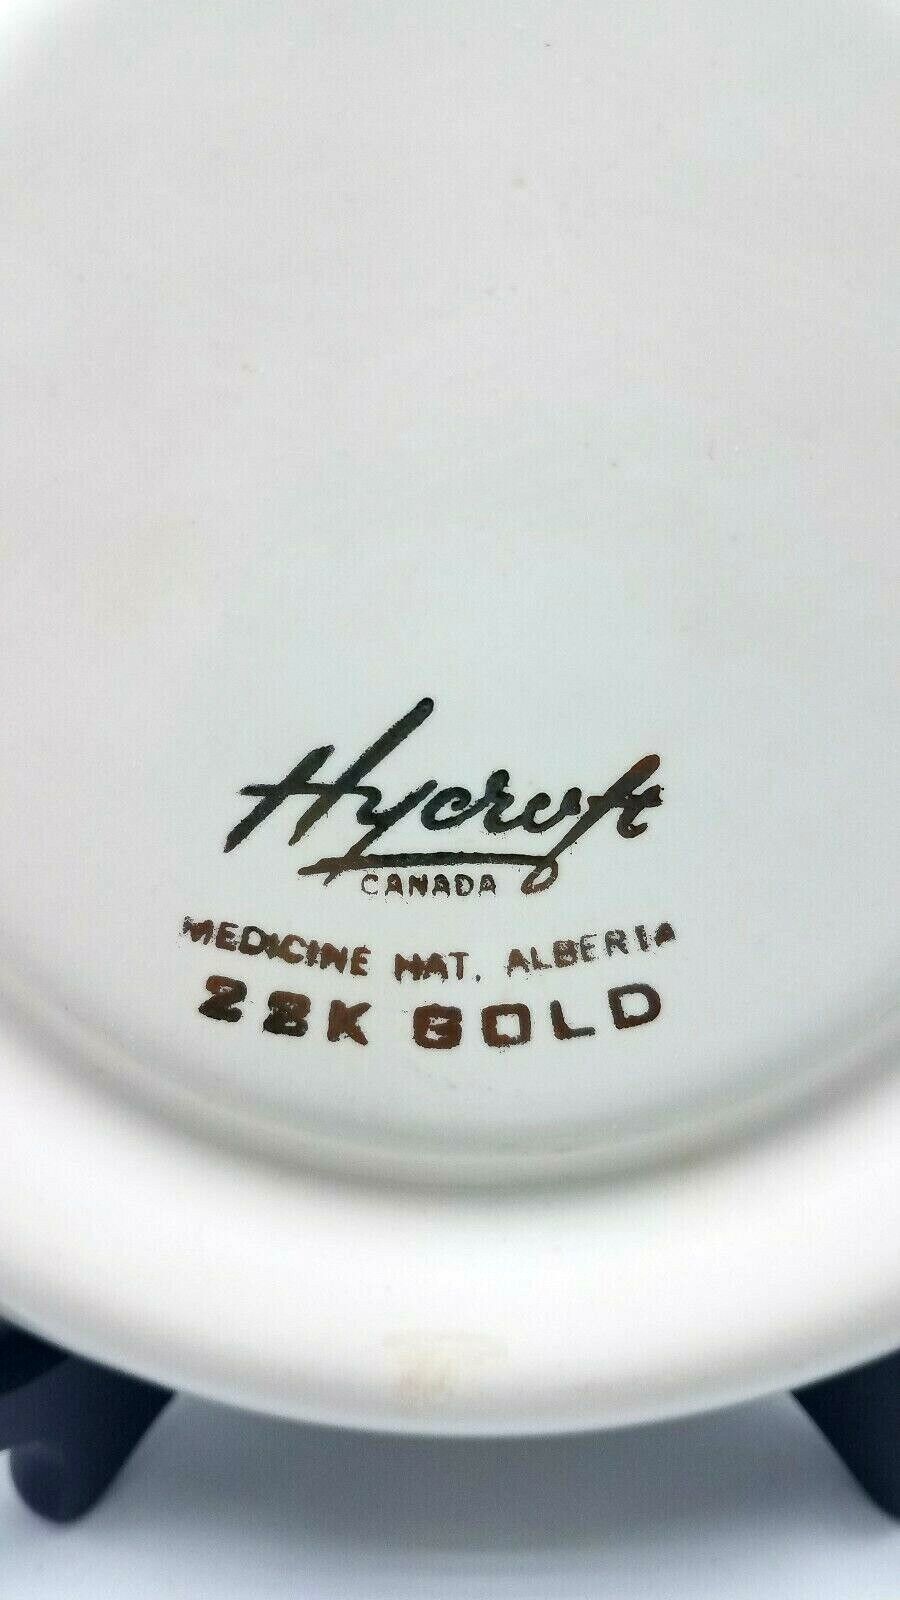 Hycroft
CANADA
MEDICINE HAT, ALBERTA
22K GOLD